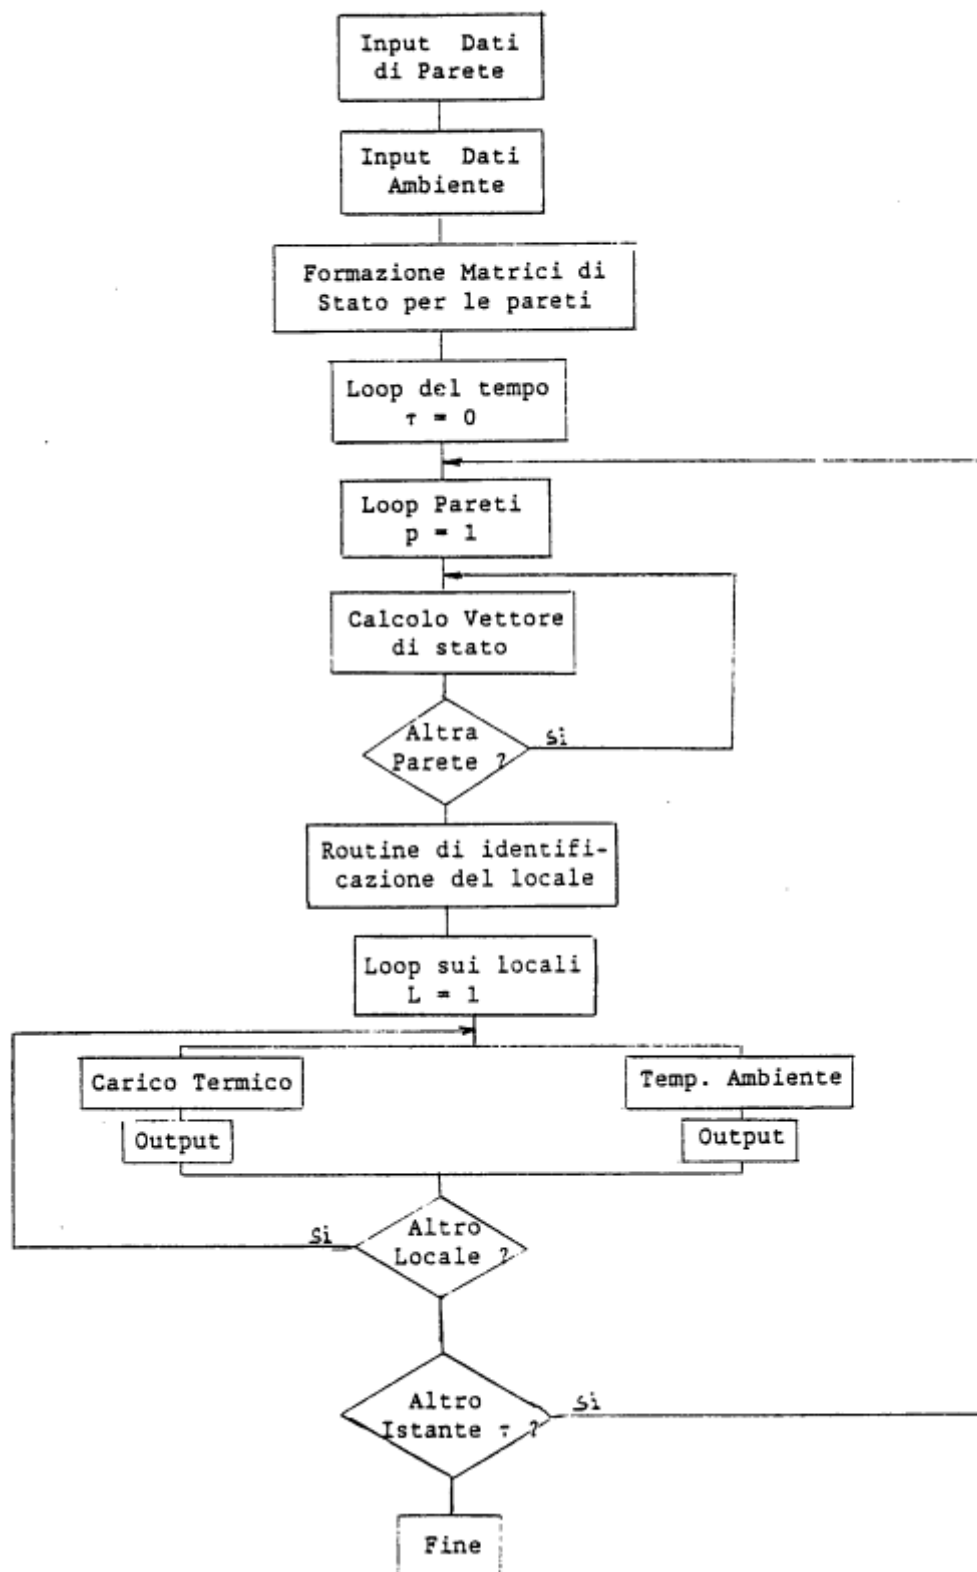 Input Dati
di Parete
Input Dati
Ambiente
Formazione Matrici di
Stato per le pareti
Loop del tempo
τ = 0
Loop Pareti
p = 1
Calcolo Vettore
di stato
Altra
Parete ?
Si
Routine di identifi-
cazione del locale
Loop sui locali
L = 1
Carico Termico
Temp. Ambiente
Output
Output
Altro
Locale ?
Si
Altro
Istante τ ?
Si
Fine